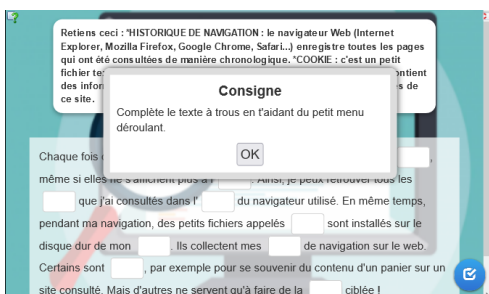 Retiens ceci : *HISTORIQUE DE NAVIGATION : le navigateur Web (Internet
Explorer, Mozilla Firefox, Google Chrome, Safari...) enregistre toutes les pages
qui ont été consultées de manière chronologique. *COOKIE : c'est un petit
fichier contient
des es de
ce site.
Consigne
Complète le texte à trous en t'aidant du petit menu
déroulant.
OK
Chaque fois ,
même si elles ne s'affichent plus à l' . Ainsi, je peux retrouver tous les
que j'ai consultés dans l' du navigateur utilisé. En même temps,
pendant ma navigation, des petits fichiers appelés sont installés sur le
disque dur de mon . Ils collectent mes de navigation sur le web.
Certains sont , par exemple pour se souvenir du contenu d'un panier sur un
site consulté. Mais d'autres ne servent qu'à faire de la ciblée !